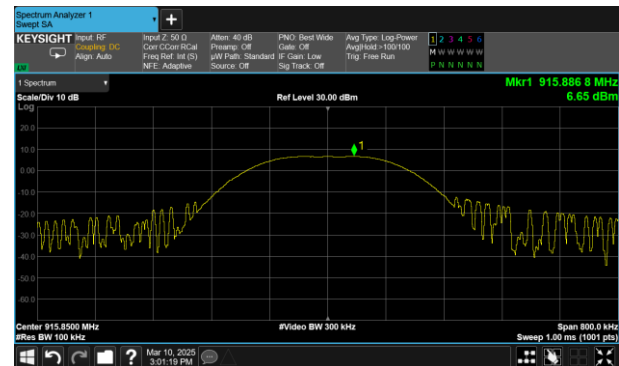 Spectrum Analyzer 1
Swept SA
+
KEYSIGHT
Input: RF
Coupling: DC
Align: Auto
Input Z: 50 Ω
Corr CCorr RCal
Freq Ref: Int (S)
NFE: Adaptive
Atten: 40 dB
Preamp: Off
µW Path: Standard
Source: Off
PNO: Best Wide
Gate: Off
IF Gain: Low
Sig Track: Off
Avg Type: Log-Power
Avg|Hold:>100/100
Trig: Free Run
1 2 3 4 5 6
M W W W W W
P N N N N N
1 Spectrum
Scale/Div 10 dB
Ref Level 30.00 dBm
Mkr1 915.886 8 MHz
6.65 dBm
Log
20.0
10.0
0.00
-10.0
-20.0
-30.0
-40.0
-50.0
-60.0
1
Center 915.8500 MHz
#Video BW 300 kHz
Span 800.0 kHz
#Res BW 100 kHz
Sweep 1.00 ms (1001 pts)
?
Mar 10, 2025
3:01:19 PM